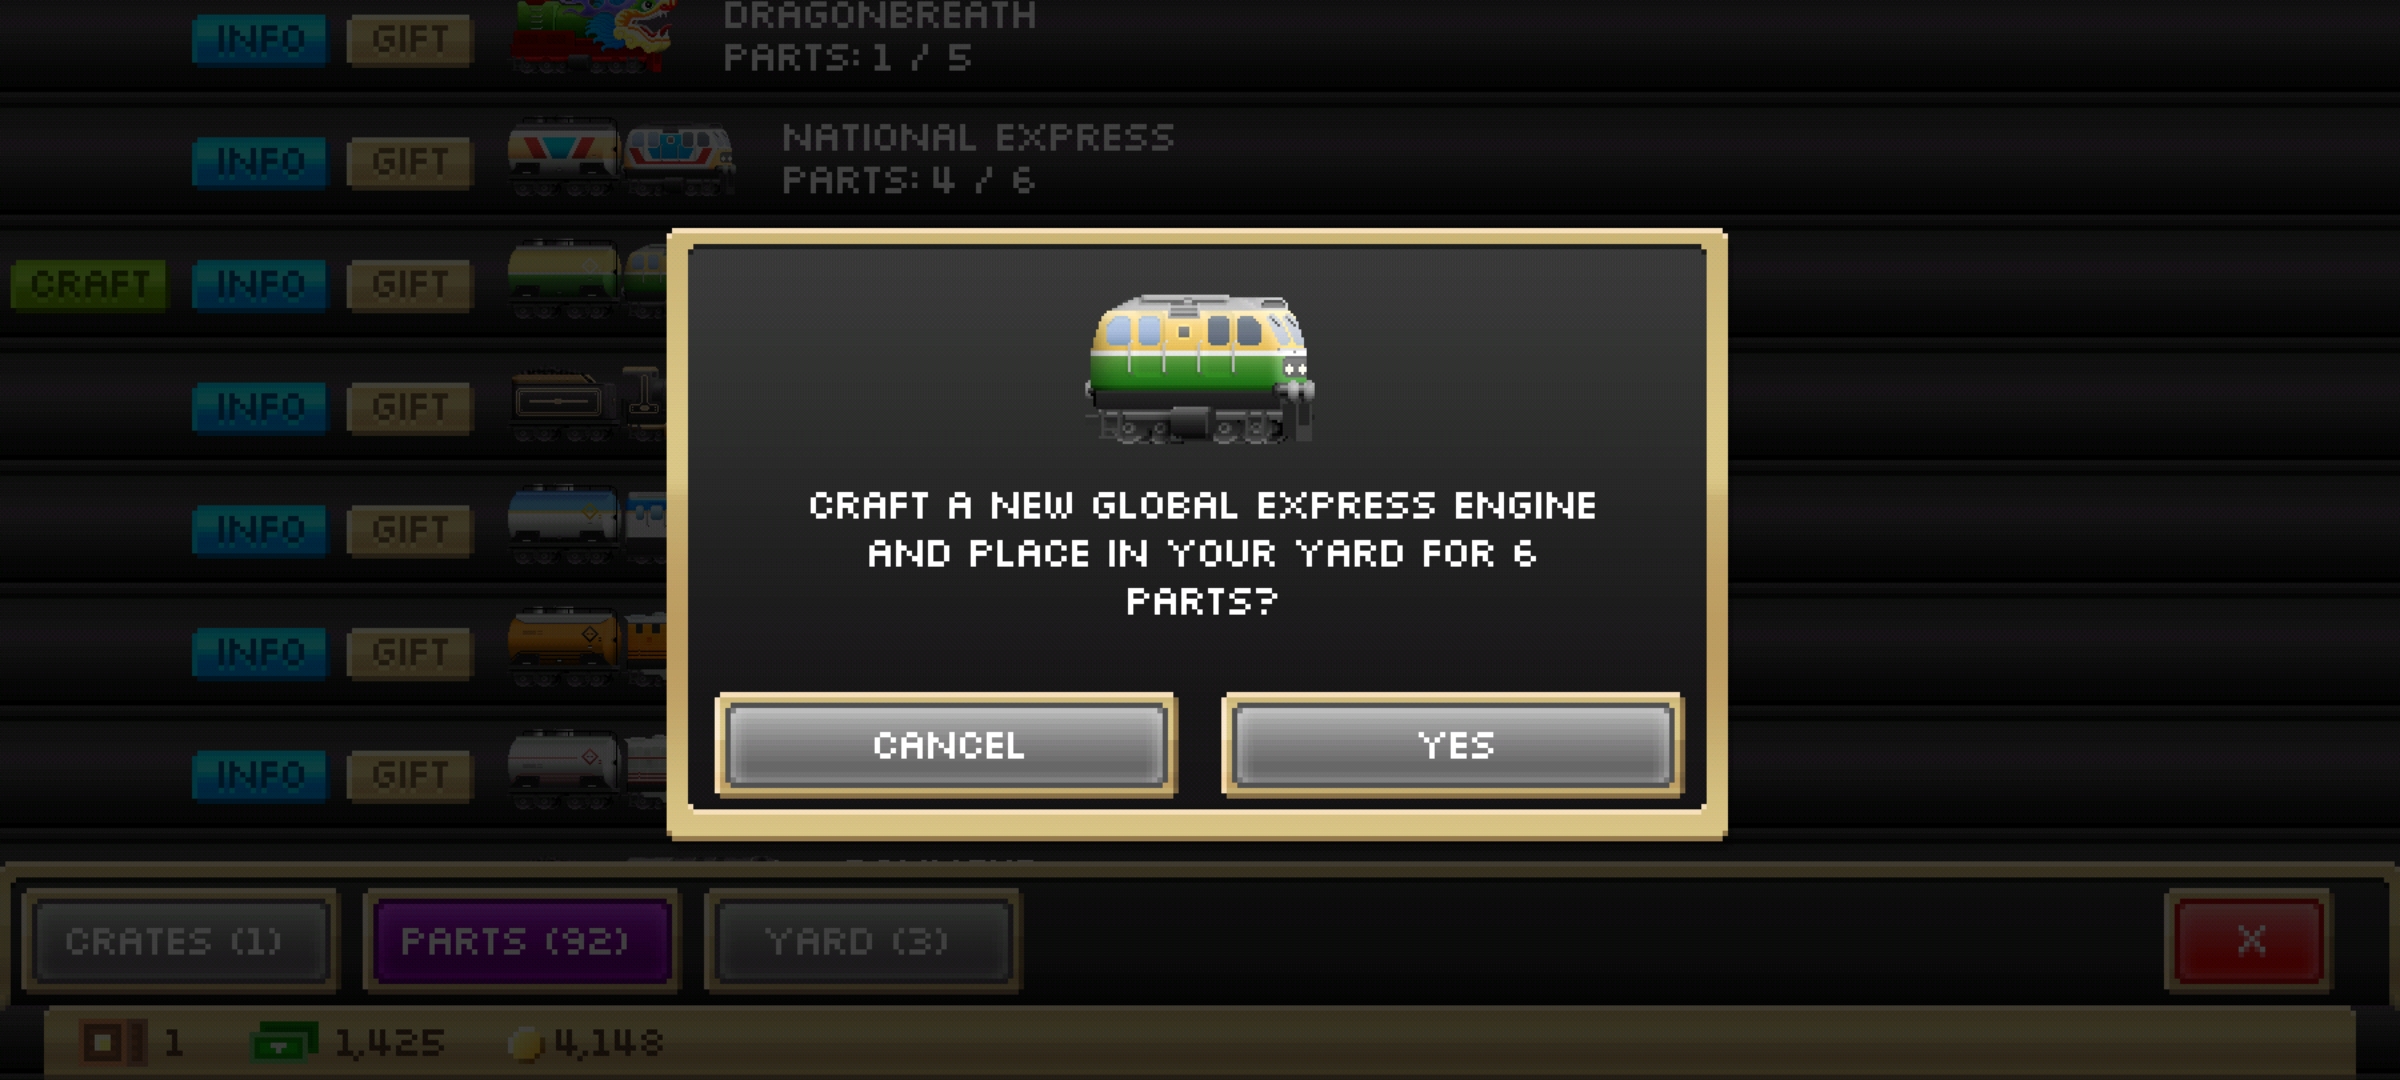 DRAGONBREATH
INFO GIFT PARTS: 1 / 5
NATIONAL EXPRESS
INFO GIFT PARTS: 4 / 6
CRAFT INFO GIFT
INFO GIFT
INFO GIFT
INFO GIFT
INFO GIFT
CRAFT A NEW GLOBAL EXPRESS ENGINE
AND PLACE IN YOUR YARD FOR 6
PARTS?
CANCEL YES
CRATES (1) PARTS (92) YARD (3) X
1 1,425 4,148